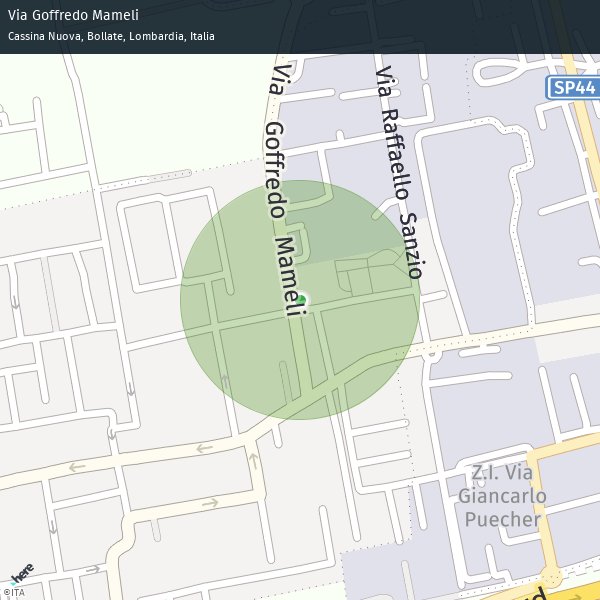 Via Goffredo Mameli
Cassina Nuova, Bollate, Lombardia, Italia
SP44
Via Goffredo Mameli
Via Raffaello Sanzio
Z.I. Via
Giancarlo
Puecher
here
©ITA